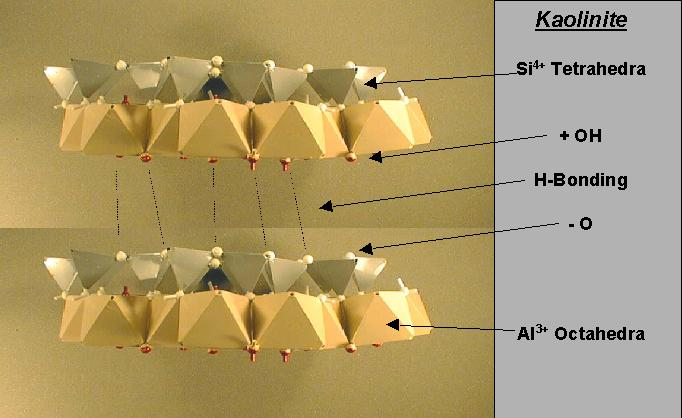 Kaolinite
Si4+ Tetrahedra
+ OH
H-Bonding
- O
Al3+ Octahedra